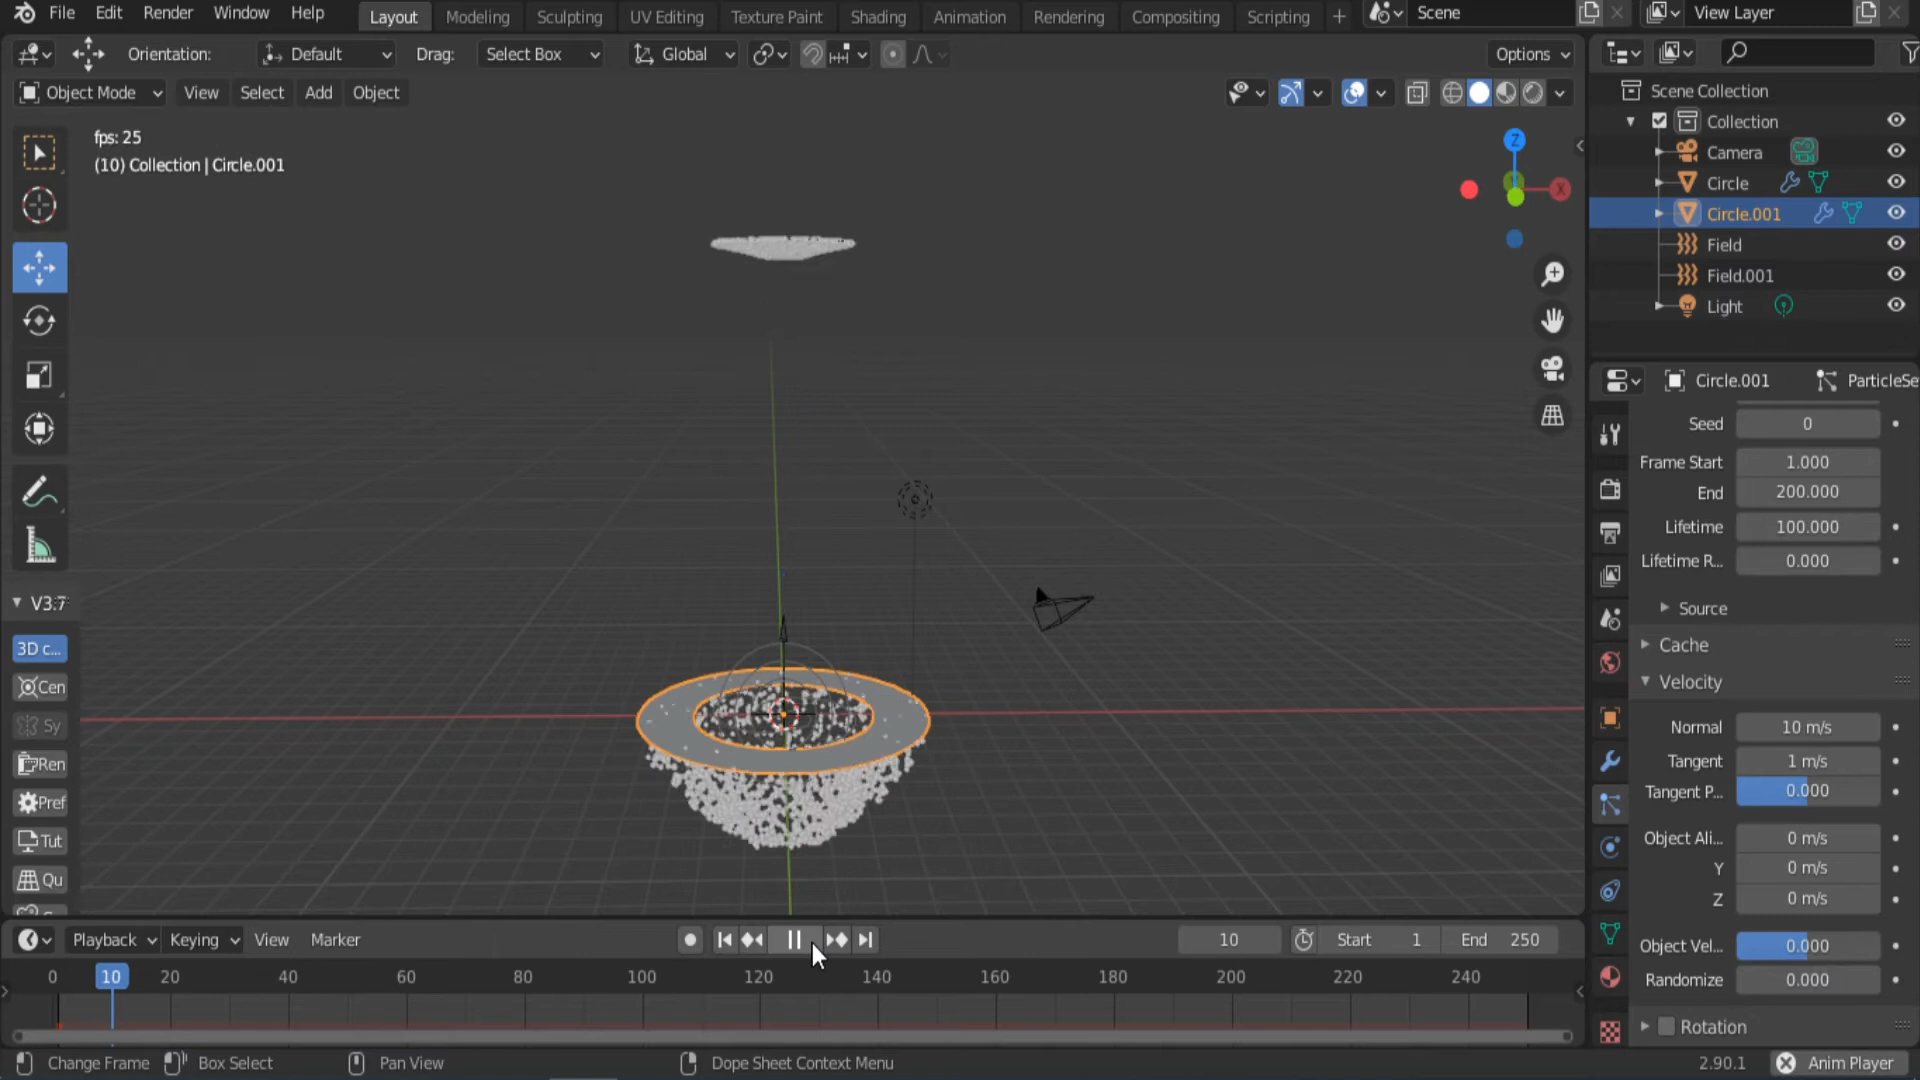 File Edit Render Window Help Layout Modeling Sculpting UV Editing Texture Paint Shading Animation Rendering Compositing Scripting + Scene View Layer
Orientation: Default Drag: Select Box Global Options
Object Mode View Select Add Object
Scene Collection
Collection
Camera
Circle
Circle.001
Field
Field.001
Light
fps: 25
(10) Collection | Circle.001
Z
X
V3.7
3D c...
Cen
Sy
Ren
Pref
Tut
Qu
Circle.001 ParticleSe
Seed 0
Frame Start 1.000
End 200.000
Lifetime 100.000
Lifetime R... 0.000
Source
Cache
Velocity
Normal 10 m/s
Tangent 1 m/s
Tangent P... 0.000
Object Ali... 0 m/s
Y 0 m/s
Z 0 m/s
Object Vel... 0.000
Randomize 0.000
Rotation
Playback Keying View Marker 10 Start 1 End 250
0 10 20 40 60 80 100 120 140 160 180 200 220 240
Change Frame Box Select Pan View Dope Sheet Context Menu 2.90.1 Anim Player